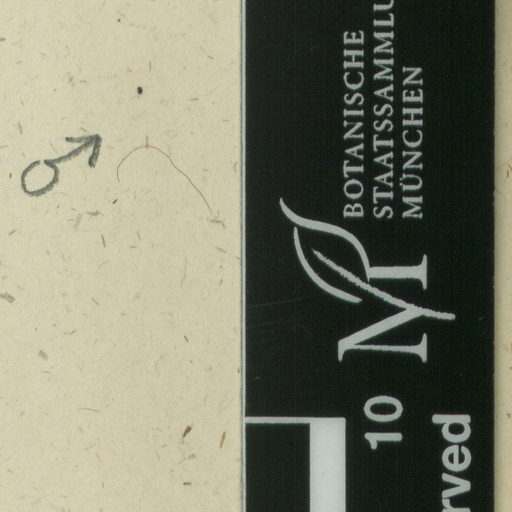 ♂
BOTANISCHE
STAATSSAMMLU
MÜNCHEN
M
10
rved